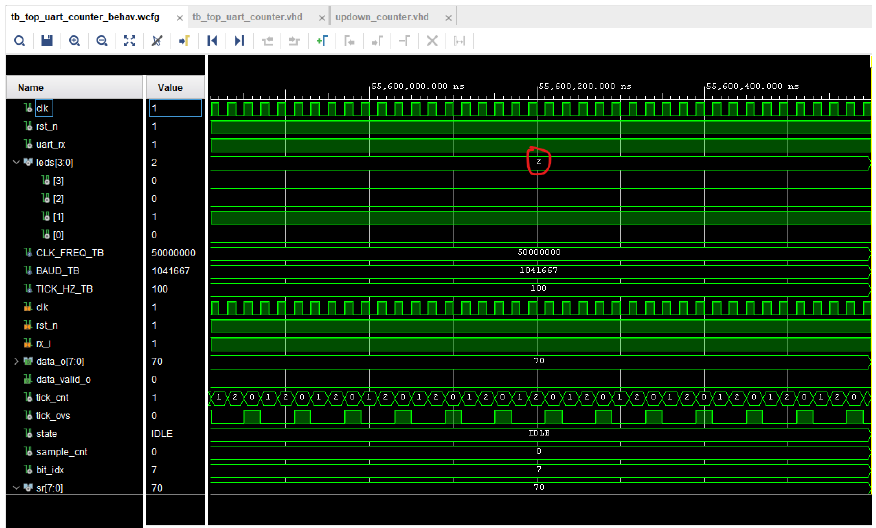 tb_top_uart_counter_behav.wcfg × tb_top_uart_counter.vhd × updown_counter.vhd ×
Name Value 55,600,000.000 ns 55,600,200.000 ns 55,600,400.000 ns
clk 1
rst_n 1
uart_rx 1
leds[3:0] 2 2
[3] 0
[2] 0
[1] 1
[0] 0
CLK_FREQ_TB 50000000 50000000
BAUD_TB 1041667 1041667
TICK_HZ_TB 100 100
clk 1
rst_n 1
rx_i 1
data_o[7:0] 70 70
data_valid_o 0
tick_cnt 1 1 2 0 1 2 0 1 2 0 1 2 0 1 2 0 1 2 0 1 2 0 1 2 0 1 2 0 1 2 0 1 2 0 1 2 0 1 2 0
tick_ovs 0
state IDLE IDLE
sample_cnt 0 0
bit_idx 7 7
sr[7:0] 70 70